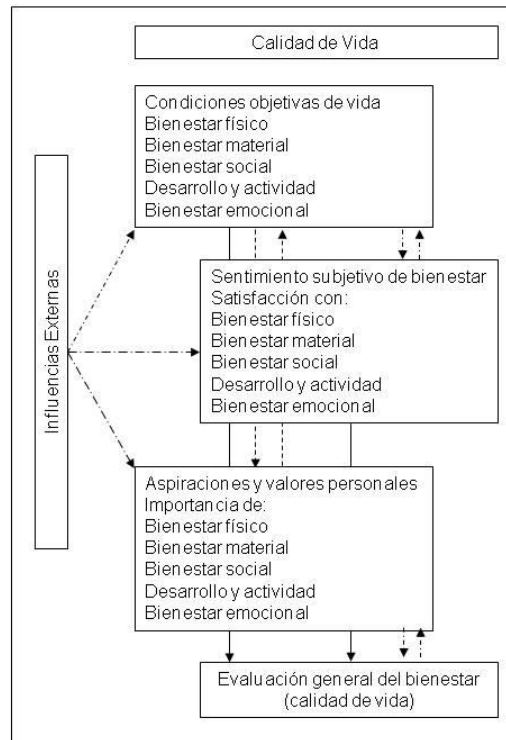 Calidad de Vida
Condiciones objetivas de vida
Bienestar físico
Bienestar material
Bienestar social
Desarrollo y actividad
Bienestar emocional
Influencias Externas
Sentimiento subjetivo de bienestar
Satisfacción con:
Bienestar físico
Bienestar material
Bienestar social
Desarrollo y actividad
Bienestar emocional
Aspiraciones y valores personales
Importancia de:
Bienestar físico
Bienestar material
Bienestar social
Desarrollo y actividad
Bienestar emocional
Evaluación general del bienestar
(calidad de vida)